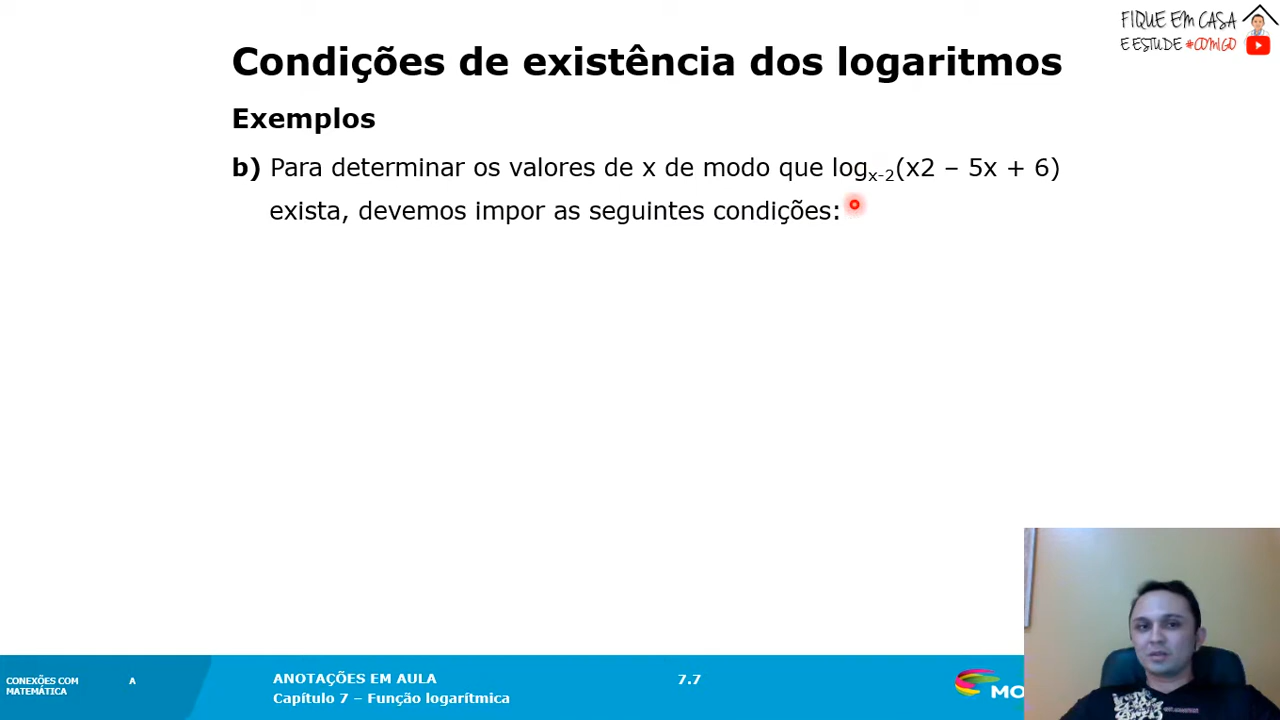 FIQUE EM CASA
E ESTUDE #COMIGO
Condições de existência dos logaritmos
Exemplos
b) Para determinar os valores de x de modo que logx-2(x2 – 5x + 6)
exista, devemos impor as seguintes condições:
CONEXÕES COM
MATEMÁTICA
A
ANOTAÇÕES EM AULA
Capítulo 7 – Função logarítmica
7.7
MO